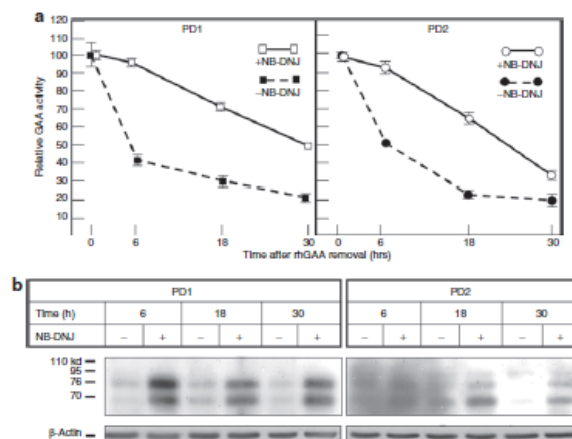 a
PD1 PD2
120
110
100
90
80
70
60
50
40
30
20
10
Relative GAA activity
+NB-DNJ
–NB-DNJ
+NB-DNJ
–NB-DNJ
0 6 18 30 0 6 18 30
Time after rhGAA removal (hrs)
b
PD1 PD2
Time (h) 6 18 30 6 18 30
NB-DNJ – + – + – + – + – + – +
110 kd
95
76
70
β-Actin